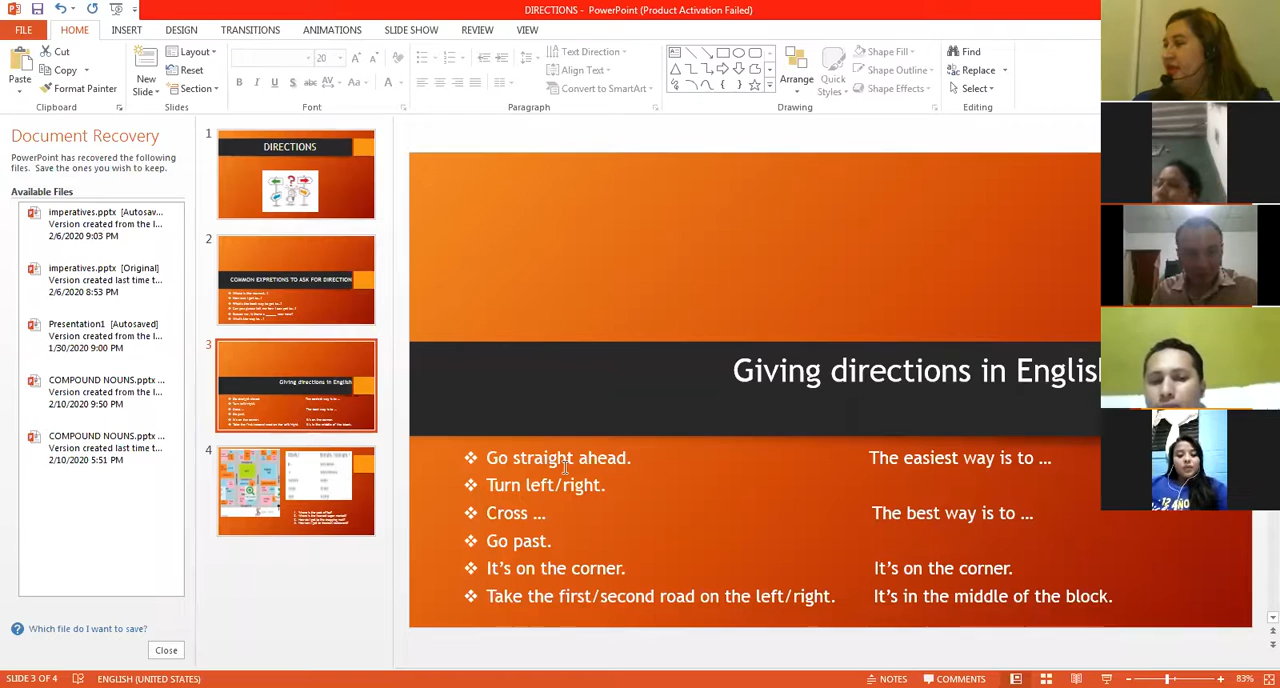 DIRECTIONS - PowerPoint (Product Activation Failed)
FILE HOME INSERT DESIGN TRANSITIONS ANIMATIONS SLIDE SHOW REVIEW VIEW
Paste
Cut
Copy
Format Painter
Clipboard
New Slide
Layout
Reset
Section
Slides
20
B I U S abc AV Aa A
Font
Text Direction
Align Text
Convert to SmartArt
Paragraph
Arrange
Quick Styles
Shape Fill
Shape Outline
Shape Effects
Drawing
Find
Replace
Select
Editing
Document Recovery
PowerPoint has recovered the following
files. Save the ones you wish to keep.
Available Files
imperatives.pptx [Autosav...
Version created from the l...
2/6/2020 9:03 PM
imperatives.pptx [Original]
Version created last time t...
2/6/2020 8:53 PM
Presentation1 [Autosaved]
Version created from the l...
1/30/2020 9:00 PM
COMPOUND NOUNS.pptx ...
Version created from the l...
2/10/2020 9:50 PM
COMPOUND NOUNS.pptx ...
Version created last time t...
2/10/2020 5:51 PM
Which file do I want to save?
Close
1
DIRECTIONS
2
COMMON EXPRETIONS TO ASK FOR DIRECTION
3
Giving directions in English
4
Giving directions in English
Go straight ahead. The easiest way is to ...
Turn left/right.
Cross ... The best way is to ...
Go past.
It's on the corner. It's on the corner.
Take the first/second road on the left/right. It's in the middle of the block.
SLIDE 3 OF 4 ENGLISH (UNITED STATES) NOTES COMMENTS 83%